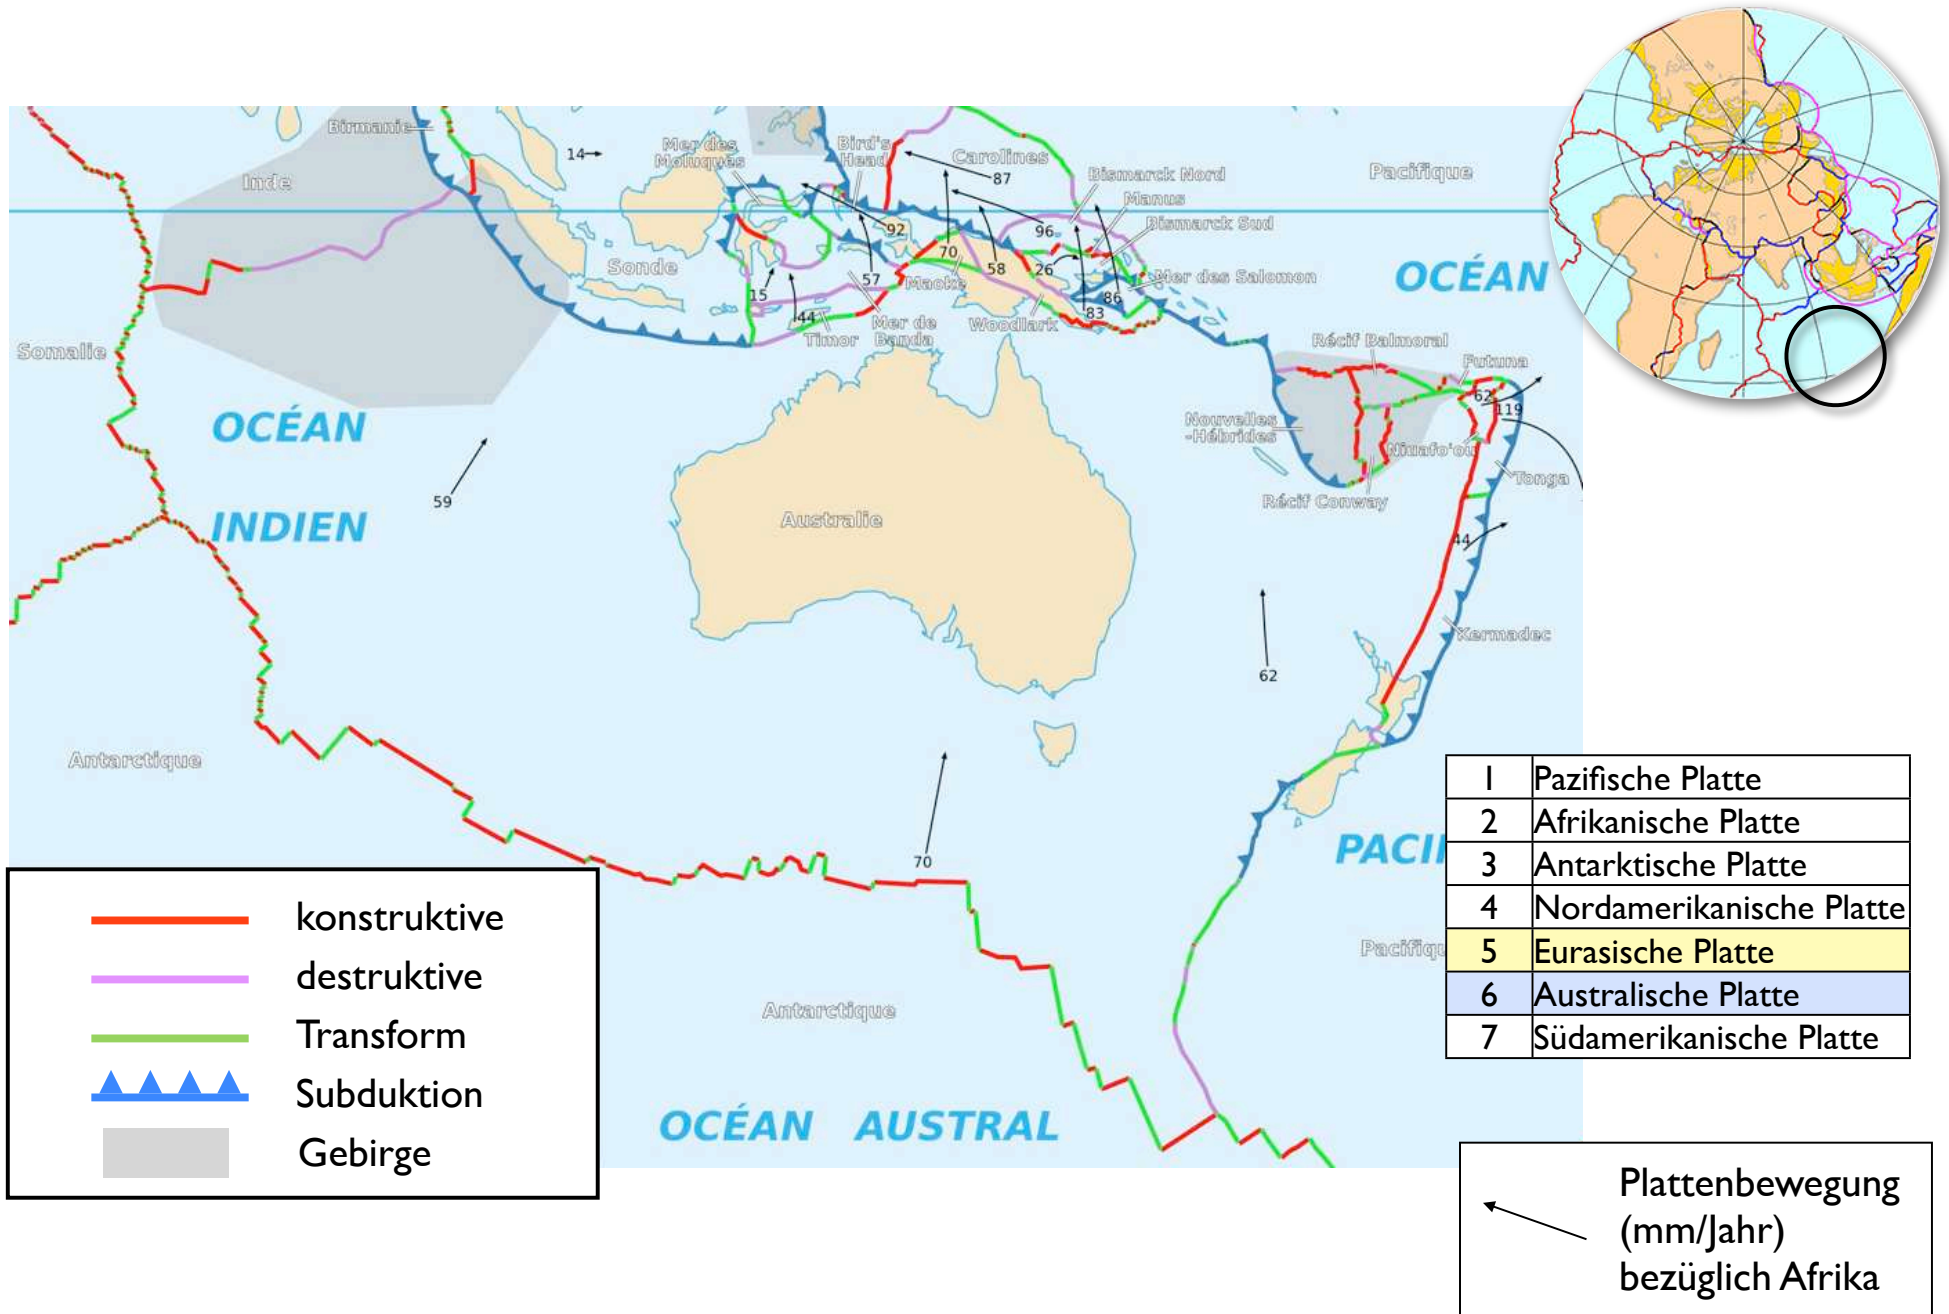 Birmanie
14
Mer des
Moluques
Bird's
Head
Carolines
87
Pacifique
Bismarck Nord
Manus
Bismarck Sud
Inde
92
96
70
58
26
Sonde
57
Maoke
15
44
Mer des Salomon
86
83
OCÉAN
Timor
Mer de
Banda
Woodlark
Somalie
Récif Balmoral
Futuna
62
119
OCÉAN
Nouvelles
-Hébrides
Niuafo'ou
Tonga
59
Récif Conway
INDIEN
Australie
44
Kermadec
62
Antarctique
70
PACI
Pacifiqu
Antarctique
OCÉAN AUSTRAL
konstruktive
destruktive
Transform
Subduktion
Gebirge
1 Pazifische Platte
2 Afrikanische Platte
3 Antarktische Platte
4 Nordamerikanische Platte
5 Eurasische Platte
6 Australische Platte
7 Südamerikanische Platte
Plattenbewegung
(mm/Jahr)
bezüglich Afrika